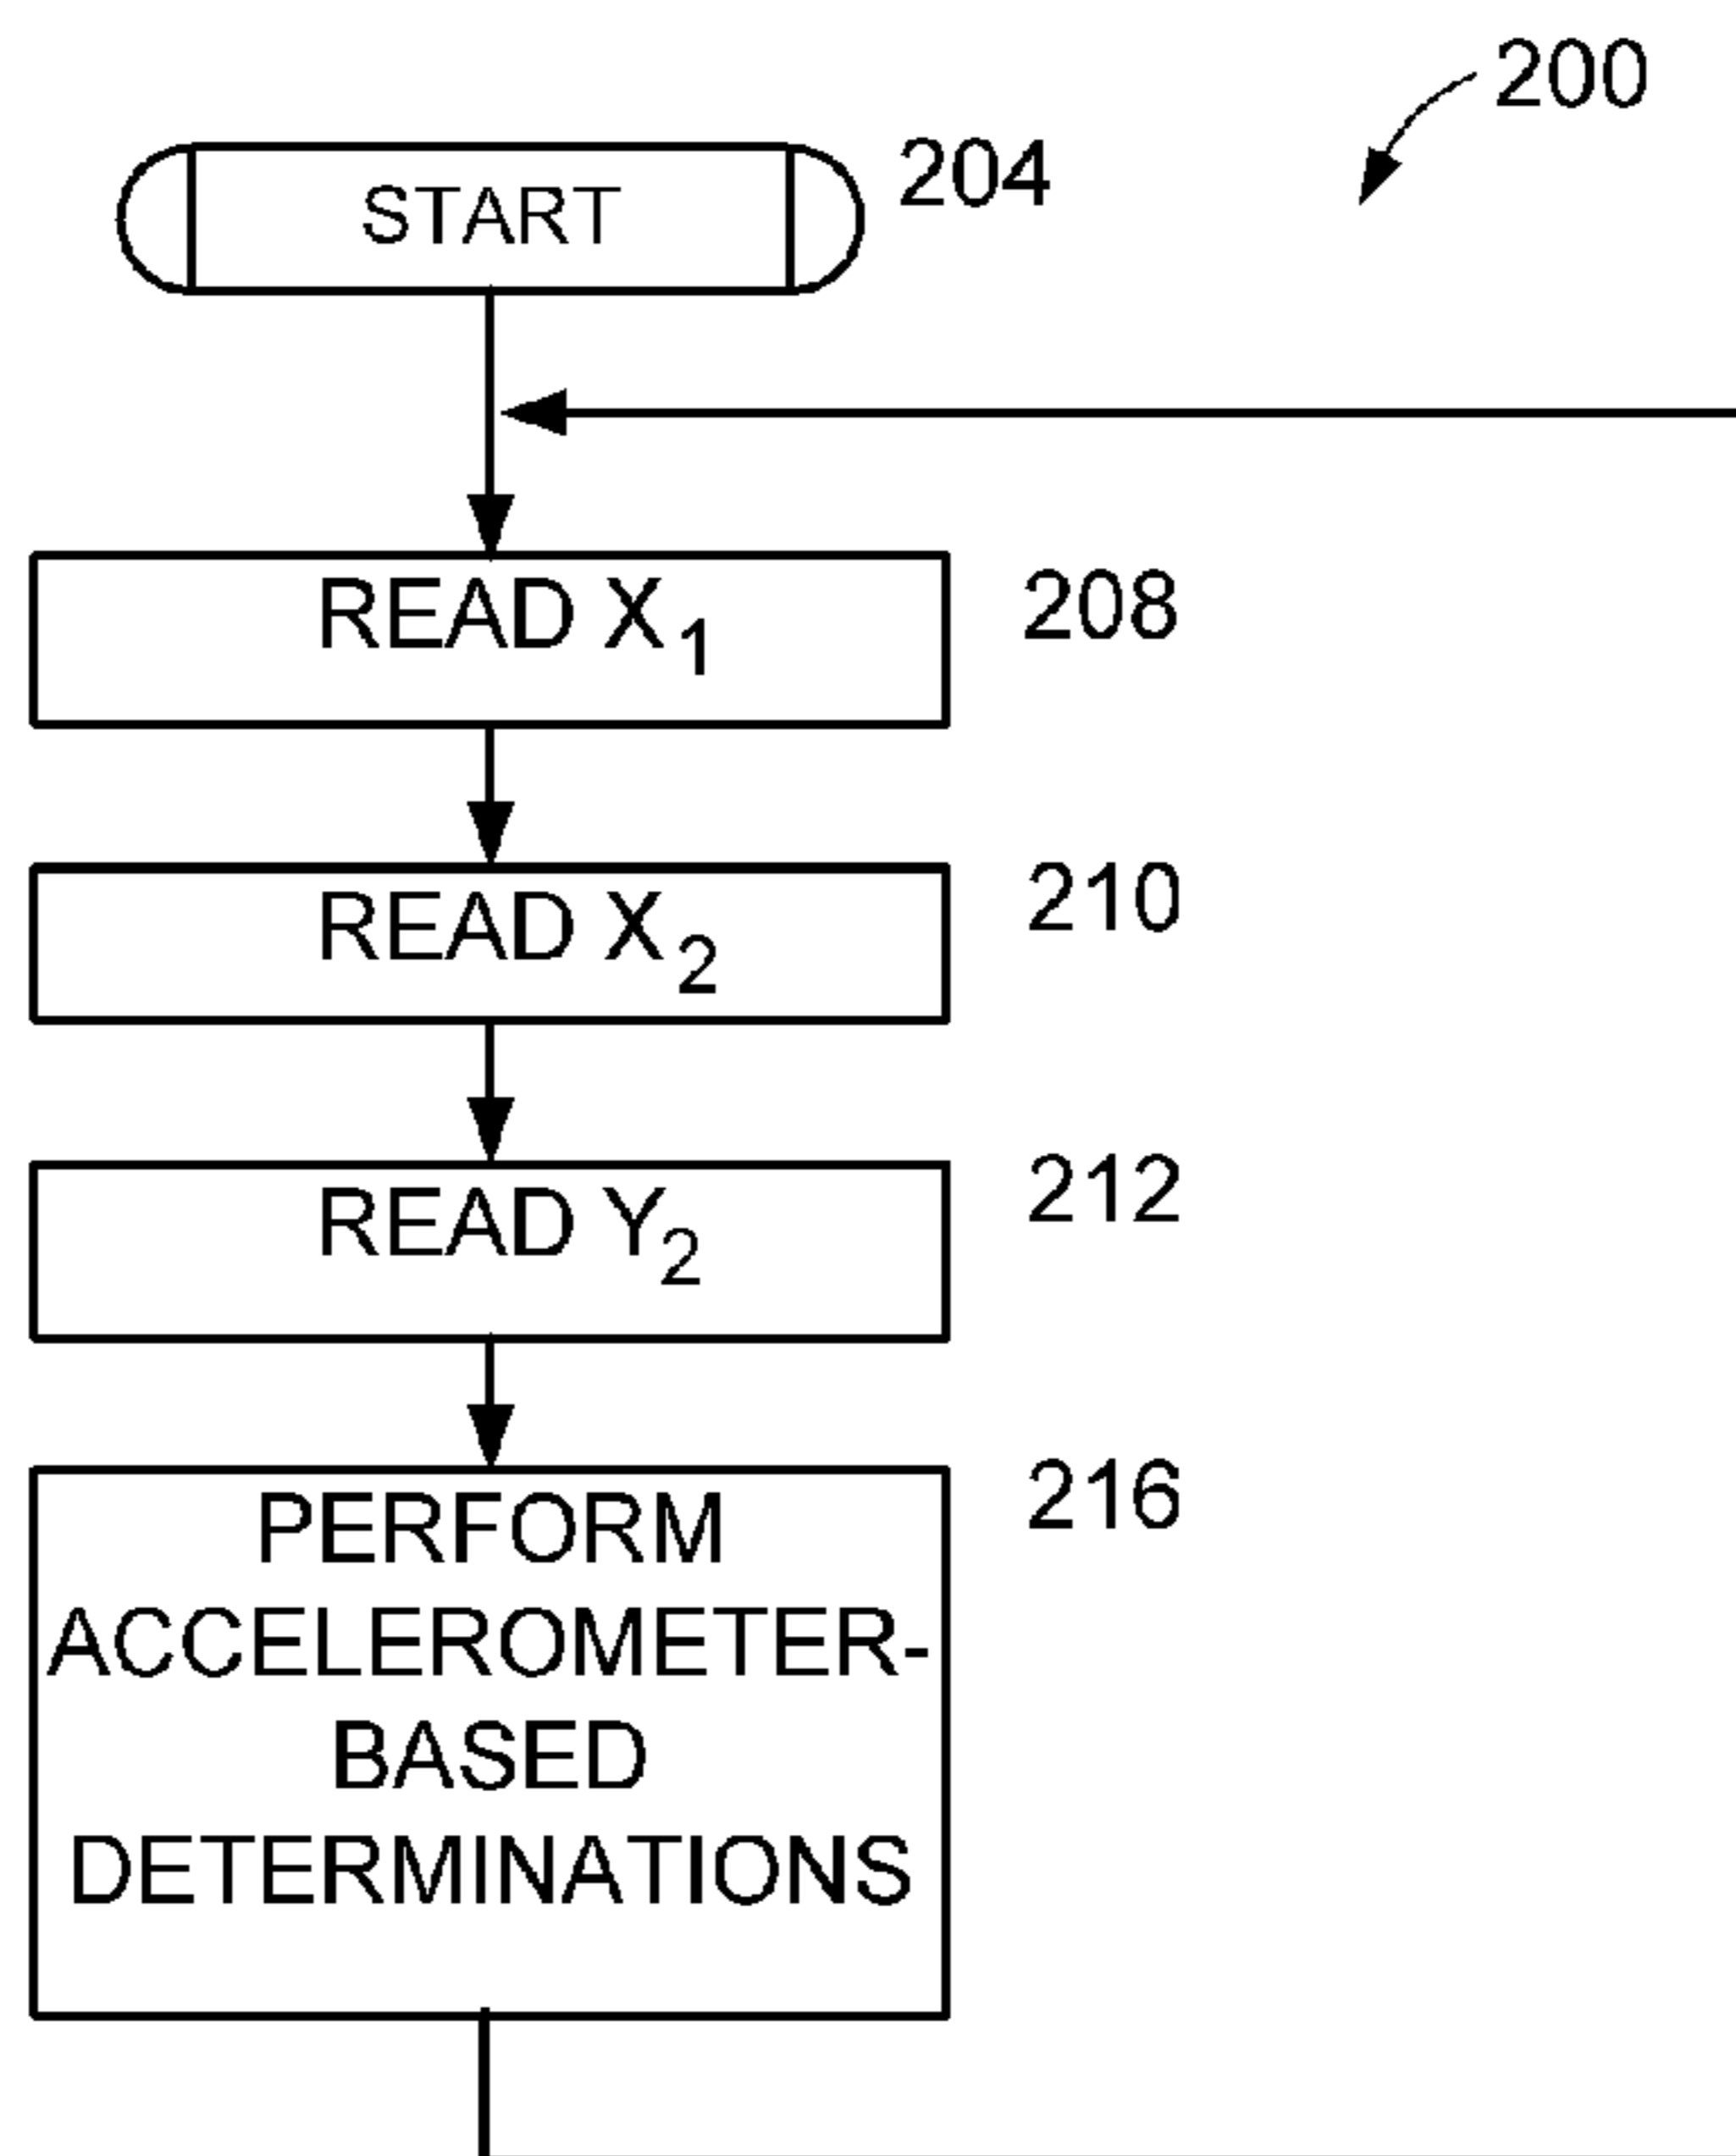 200
START 204
READ X₁ 208
READ X₂ 210
READ Y₂ 212
PERFORM 216
ACCELEROMETER-
BASED
DETERMINATIONS